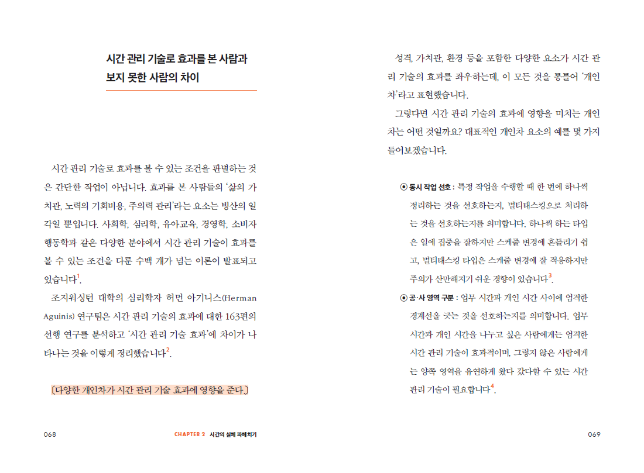 시간 관리 기술로 효과를 본 사람과
보지 못한 사람의 차이
시간 관리 기술로 효과를 볼 수 있는 조건을 판별하는 것
은 간단한 작업이 아닙니다. 효과를 본 사람들의 ‘삶의 가
치관, 노력의 기회비용, 주의력 관리’라는 요소는 빙산의 일
각일 뿐입니다. 사회학, 심리학, 유아교육, 경영학, 소비자
행동학과 같은 다양한 분야에서 시간 관리 기술이 효과를
볼 수 있는 조건을 다룬 수백 개가 넘는 이론이 발표되고
있습니다1.
조지워싱턴 대학의 심리학자 허먼 아기니스(Herman
Aguinis) 연구팀은 시간 관리 기술의 효과에 대한 163편의
선행 연구를 분석하고 ‘시간 관리 기술 효과’에 차이가 나
타나는 것을 이렇게 정리했습니다2.
[다양한 개인차가 시간 관리 기술 효과에 영향을 준다.]
068
CHAPTER 2 시간의 실체 파헤치기
성격, 가치관, 환경 등을 포함한 다양한 요소가 시간 관
리 기술의 효과를 좌우하는데, 이 모든 것을 통틀어 ‘개인
차’라고 표현했습니다.
그렇다면 시간 관리 기술의 효과에 영향을 미치는 개인
차는 어떤 것일까요? 대표적인 개인차 요소의 예를 몇 가지
들어보겠습니다.
⦿ 동시 작업 선호 : 특정 작업을 수행할 때 한 번에 하나씩
정리하는 것을 선호하는지, 멀티태스킹으로 처리하
는 것을 선호하는지를 의미합니다. 하나씩 하는 타입
은 일에 집중을 잘하지만 스케줄 변경에 흔들리기 쉽
고, 멀티태스킹 타입은 스케줄 변경에 잘 적응하지만
주의가 산만해지기 쉬운 경향이 있습니다3.
⦿ 공·사 영역 구분 : 업무 시간과 개인 시간 사이에 엄격한
경계선을 긋는 것을 선호하는지를 의미합니다. 업무
시간과 개인 시간을 나누고 싶은 사람에게는 엄격한
시간 관리 기술이 효과적이며, 그렇지 않은 사람에게
는 양쪽 영역을 유연하게 왔다 갔다할 수 있는 시간
관리 기술이 필요합니다4.
069